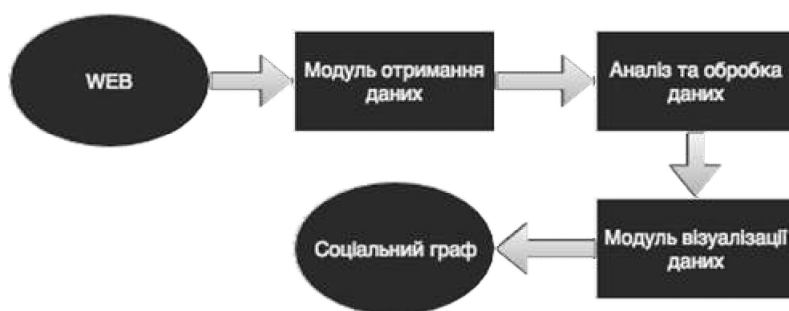 WEB
Модуль отримання
даних
Аналіз та обробка
даних
Соціальний граф
Модуль візуалізації
даних